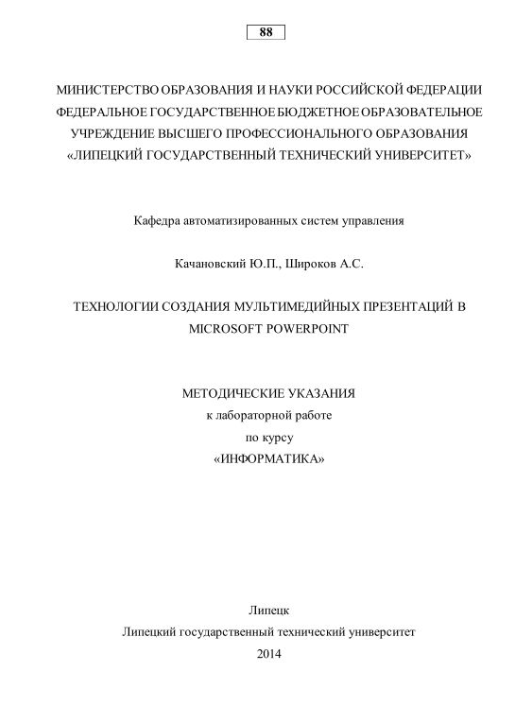 88
МИНИСТЕРСТВО ОБРАЗОВАНИЯ И НАУКИ РОССИЙСКОЙ ФЕДЕРАЦИИ
ФЕДЕРАЛЬНОЕ ГОСУДАРСТВЕННОЕ БЮДЖЕТНОЕ ОБРАЗОВАТЕЛЬНОЕ
УЧРЕЖДЕНИЕ ВЫСШЕГО ПРОФЕССИОНАЛЬНОГО ОБРАЗОВАНИЯ
«ЛИПЕЦКИЙ ГОСУДАРСТВЕННЫЙ ТЕХНИЧЕСКИЙ УНИВЕРСИТЕТ»
Кафедра автоматизированных систем управления
Качановский Ю.П., Широков А.С.
ТЕХНОЛОГИИ СОЗДАНИЯ МУЛЬТИМЕДИЙНЫХ ПРЕЗЕНТАЦИЙ В
MICROSOFT POWERPOINT
МЕТОДИЧЕСКИЕ УКАЗАНИЯ
к лабораторной работе
по курсу
«ИНФОРМАТИКА»
Липецк
Липецкий государственный технический университет
2014